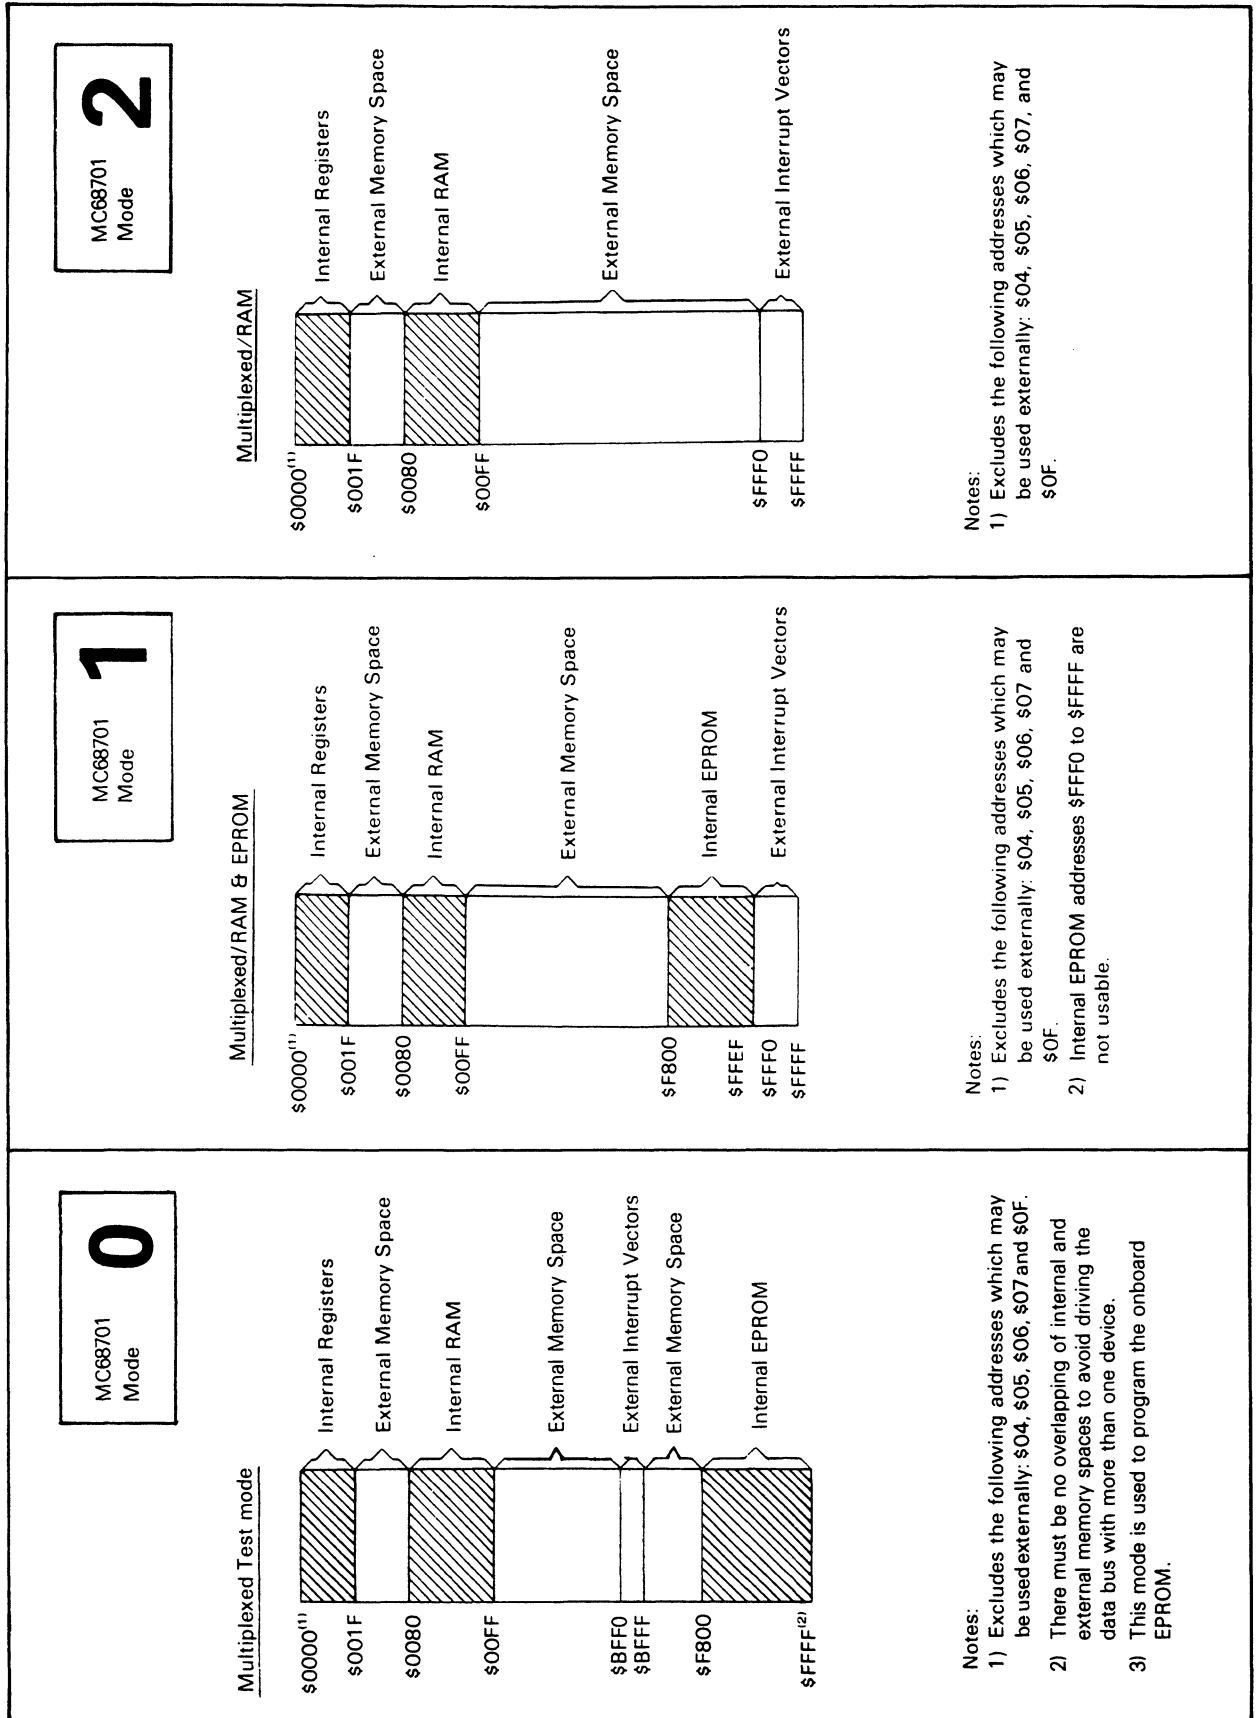 MC68701
Mode
0
Multiplexed Test mode
$0000(1)
$001F
$0080
$00FF
$BFF0
$BFFF
$F800
$FFFF(2)
Internal Registers
External Memory Space
Internal RAM
External Memory Space
External Interrupt Vectors
External Memory Space
Internal EPROM
Notes:
1) Excludes the following addresses which may
be used externally: $04, $05, $06, $07 and $0F.
2) There must be no overlapping of internal and
external memory spaces to avoid driving the
data bus with more than one device.
3) This mode is used to program the onboard
EPROM.
MC68701
Mode
1
Multiplexed/RAM & EPROM
$0000(1)
$001F
$0080
$00FF
$F800
$FFEF
$FFF0
$FFFF
Internal Registers
External Memory Space
Internal RAM
External Memory Space
Internal EPROM
External Interrupt Vectors
Notes:
1) Excludes the following addresses which may
be used externally: $04, $05, $06, $07 and
$0F.
2) Internal EPROM addresses $FFF0 to $FFFF are
not usable.
MC68701
Mode
2
Multiplexed/RAM
$0000(1)
$001F
$0080
$00FF
$FFF0
$FFFF
Internal Registers
External Memory Space
Internal RAM
External Memory Space
External Interrupt Vectors
Notes:
1) Excludes the following addresses which may
be used externally: $04, $05, $06, $07, and
$0F.